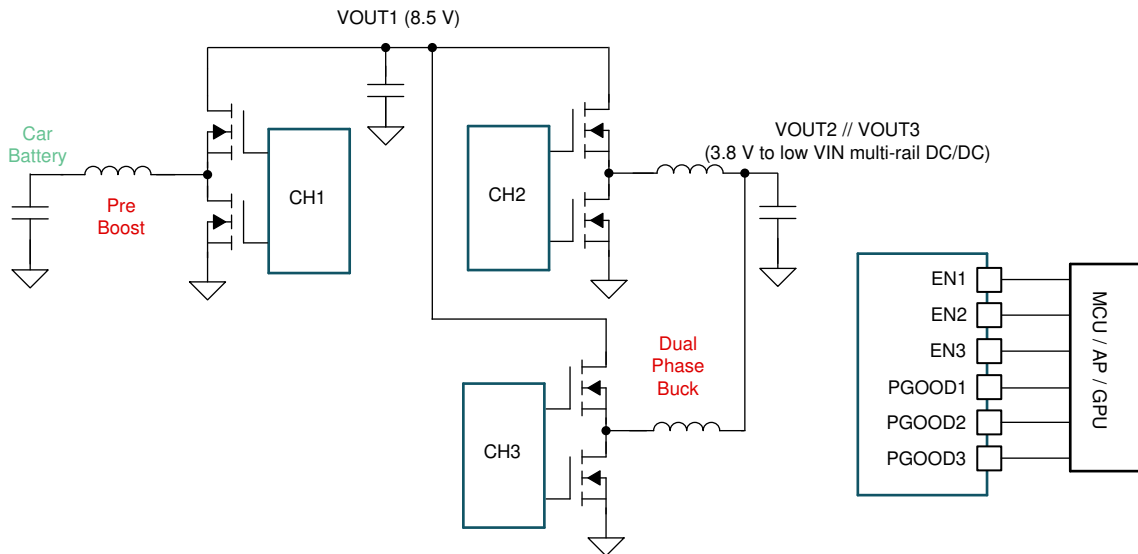 VOUT1 (8.5 V)
Car
Battery
Pre
Boost
CH1
CH2
VOUT2 // VOUT3
(3.8 V to low VIN multi-rail DC/DC)
Dual
Phase
Buck
CH3
EN1
EN2
EN3
PGOOD1
PGOOD2
PGOOD3
MCU / AP / GPU